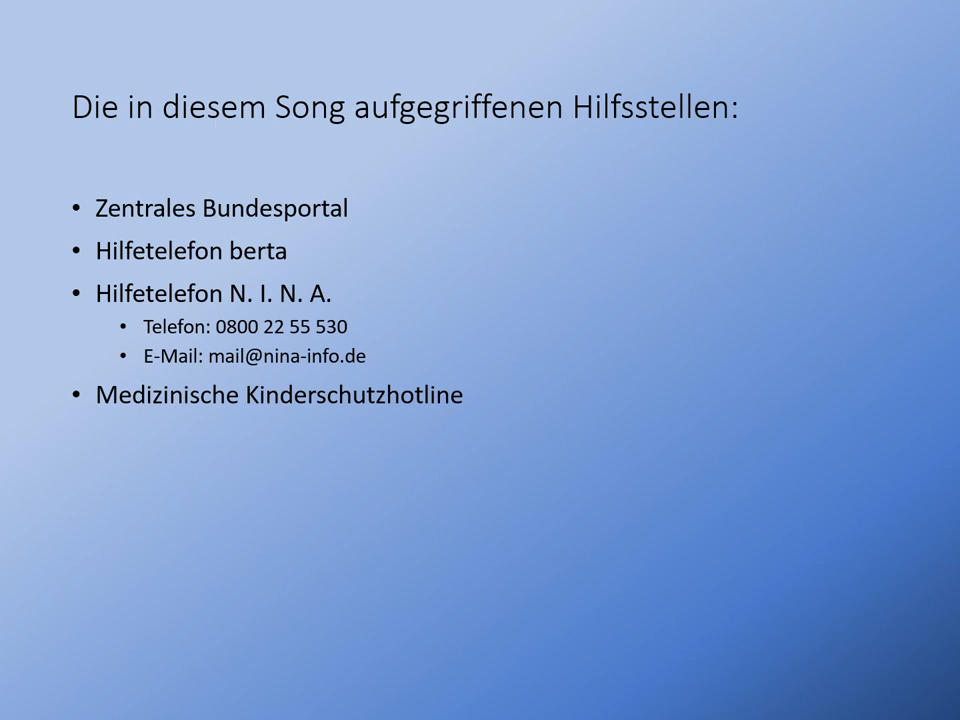 Die in diesem Song aufgegriffenen Hilfsstellen:
• Zentrales Bundesportal
• Hilfetelefon berta
• Hilfetelefon N. I. N. A.
• Telefon: 0800 22 55 530
• E-Mail: mail@nina-info.de
• Medizinische Kinderschutzhotline